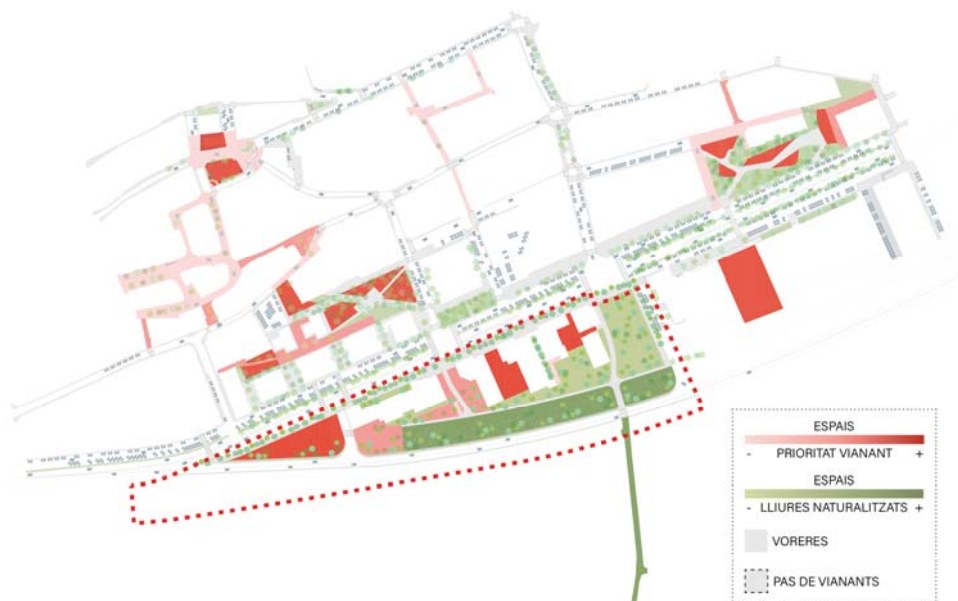 ESPAIS
- PRIORITAT VIANANT +
ESPAIS
- LLIURES NATURALITZATS +
VORERES
PAS DE VIANANTS